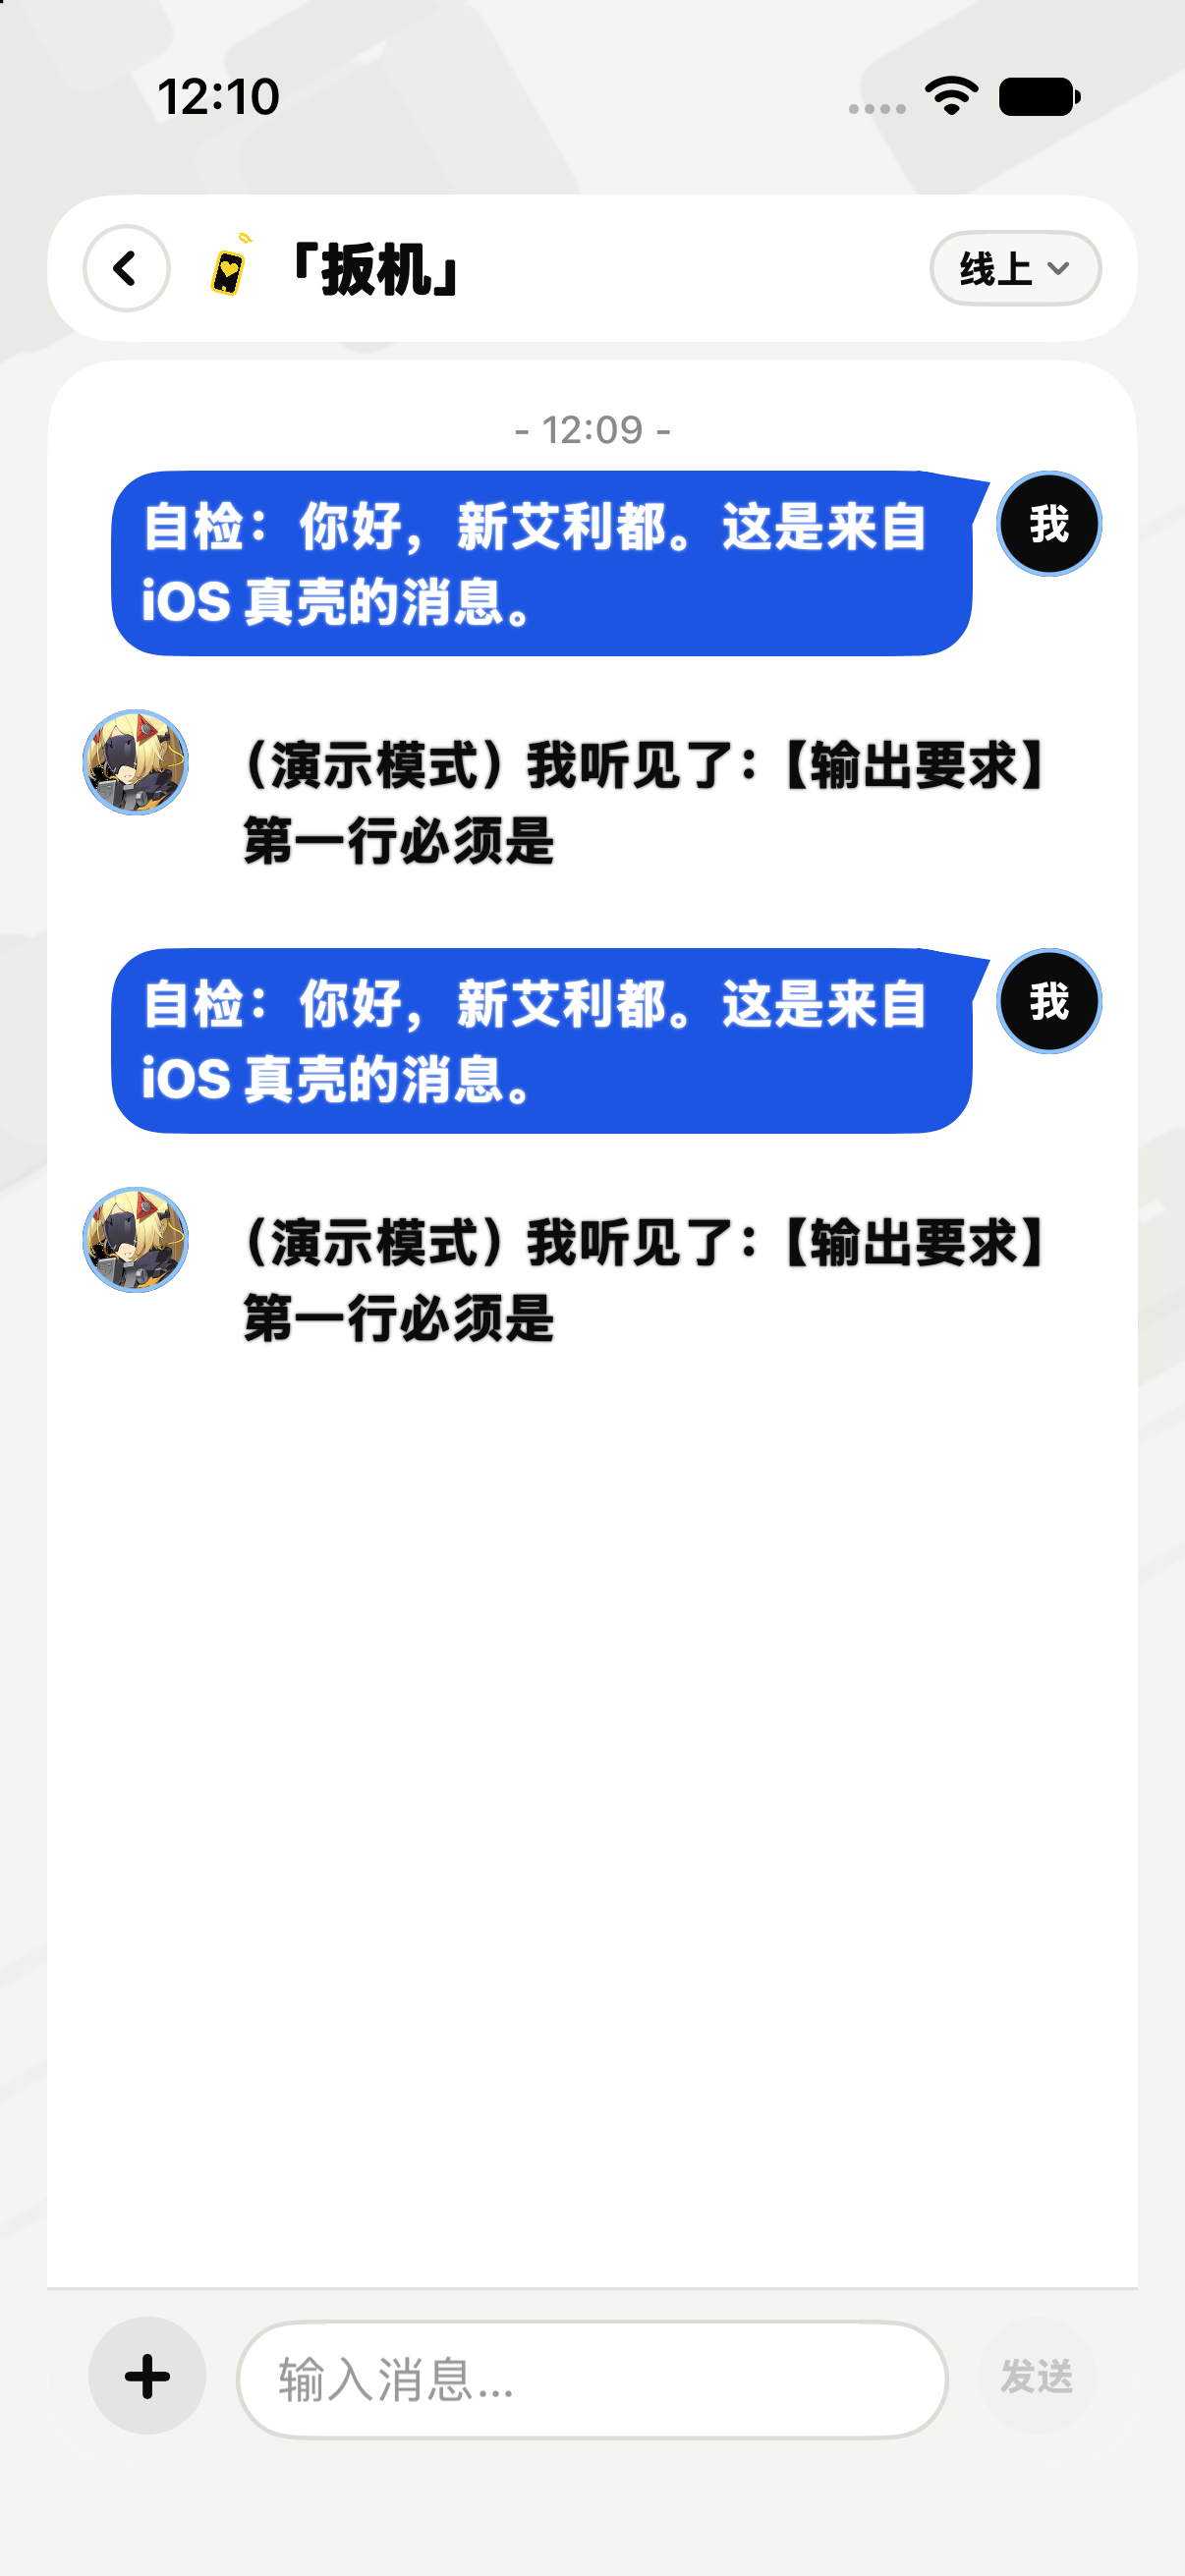 12:10
「扳机」
线上
- 12:09 -
自检：你好，新艾利都。这是来自
iOS 真壳的消息。
我
（演示模式）我听见了：【输出要求】
第一行必须是
自检：你好，新艾利都。这是来自
iOS 真壳的消息。
我
（演示模式）我听见了：【输出要求】
第一行必须是
输入消息...
发送